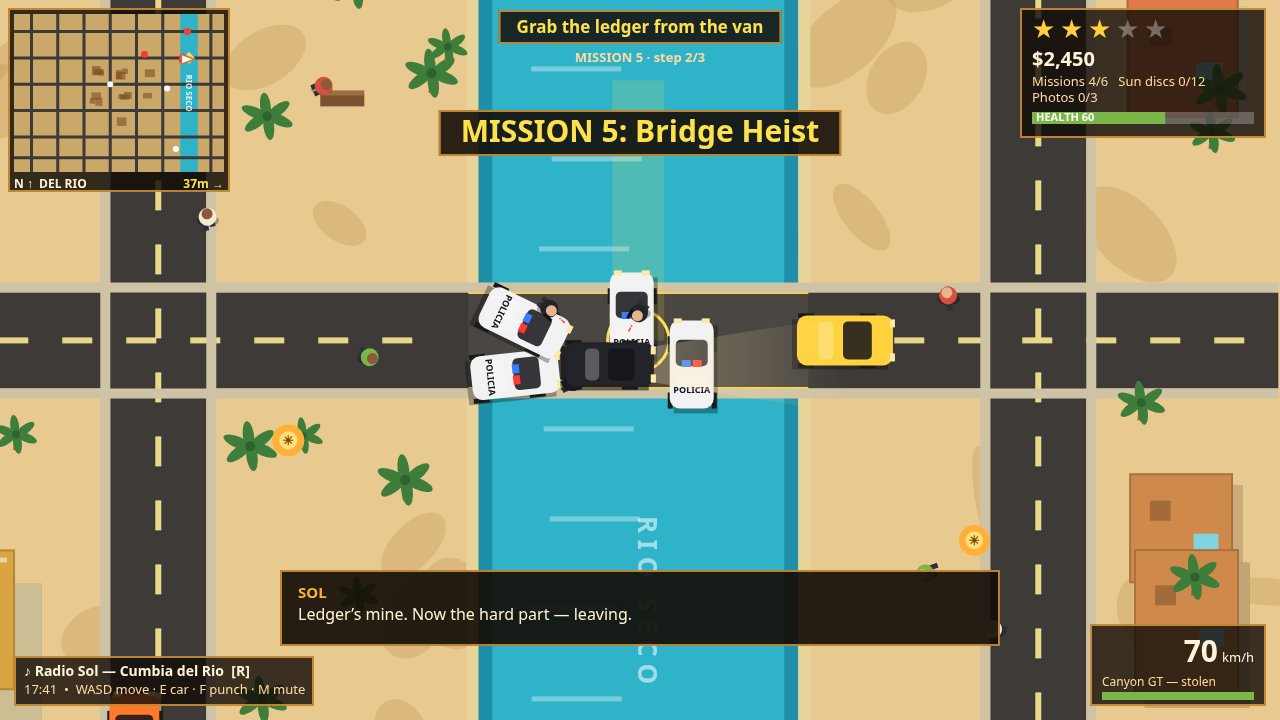 Grab the ledger from the van
MISSION 5 · step 2/3
MISSION 5: Bridge Heist
RIO SECO
N ↑ DEL RIO
37m →
★ ★ ★ ★ ★
$2,450
Missions 4/6 Sun discs 0/12
Photos 0/3
HEALTH 60
POLICIA
POLICIA
POLICIA
POLICIA
RIO SECO
SOL
Ledger’s mine. Now the hard part — leaving.
♪ Radio Sol — Cumbia del Rio [R]
17:41 • WASD move · E car · F punch · M mute
70 km/h
Canyon GT — stolen